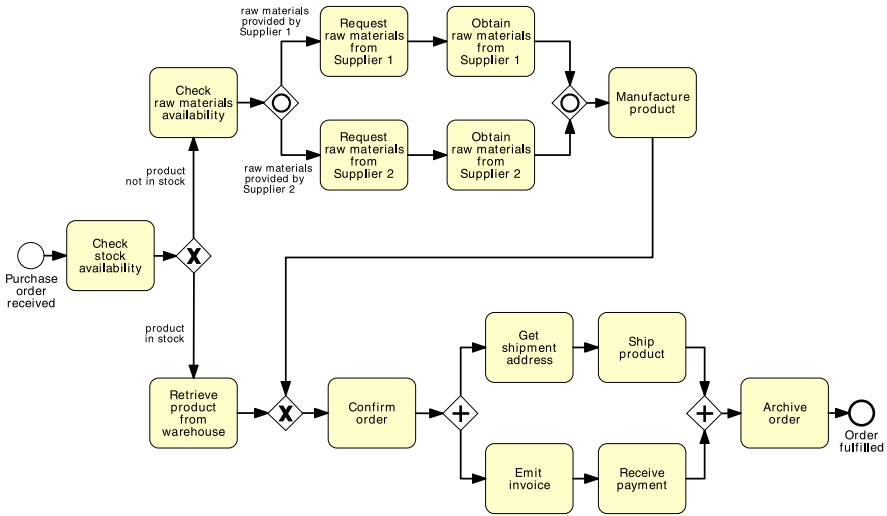 raw materials
provided by
Supplier 1
Request
raw materials
from
Supplier 1
Obtain
raw materials
from
Supplier 1
Check
raw materials
availability
Manufacture
product
raw materials
provided by
Supplier 2
Request
raw materials
from
Supplier 2
Obtain
raw materials
from
Supplier 2
product
not in stock
Purchase
order
received
Check
stock
availability
X
product
in stock
Retrieve
product
from
warehouse
X
Confirm
order
Get
shipment
address
Ship
product
Emit
invoice
Receive
payment
Archive
order
Order
fulfilled